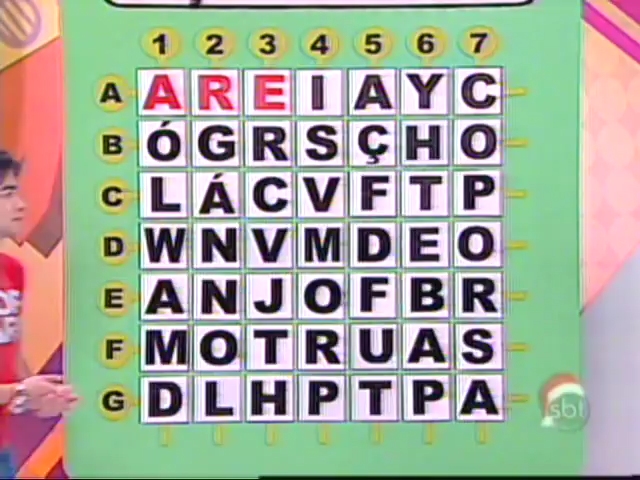 1 2 3 4 5 6 7
A A R E I A Y C
B Ó G R S Ç H O
C L Á C V F T P
D W N V M D E O
E A N J O F B R
F M O T R U A S
G D L H P T P A
sbt